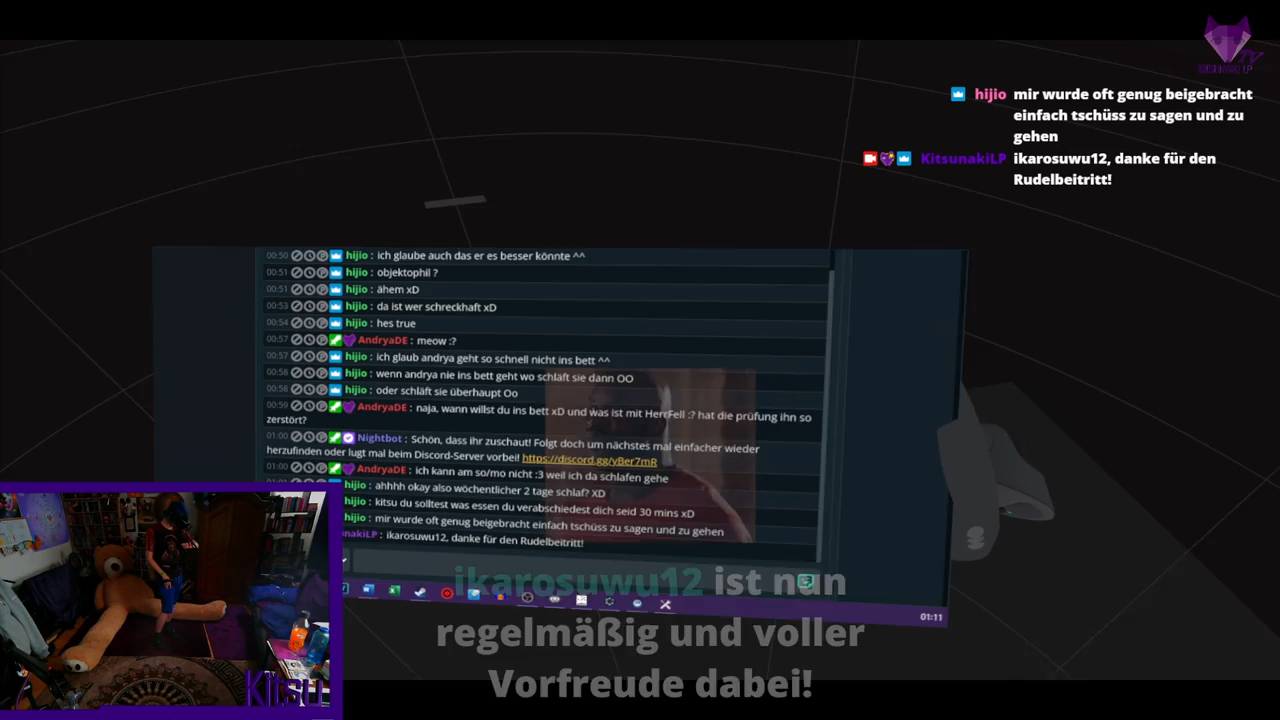 hijio mir wurde oft genug beigebracht
einfach tschüss zu sagen und zu
gehen
KitsunakiLP ikarosuwu12, danke für den
Rudelbeitritt!
00:50 hijio : ich glaube auch das er es besser könnte ^^
00:51 hijio : objektophil ?
00:51 hijio : ähem xD
00:53 hijio : da ist wer schreckhaft xD
00:54 hijio : hes true
00:57 AndryaDE : meow :?
00:57 hijio : ich glaub andrya geht so schnell nicht ins bett ^^
00:58 hijio : wenn andrya nie ins bett geht wo schläft sie dann OO
00:58 hijio : oder schläft sie überhaupt Oo
00:59 AndryaDE : naja, wann willst du ins bett xD und was ist mit HerrFell :? hat die prüfung ihn so
zerstört?
01:00 Nightbot : Schön, dass ihr zuschaut! Folgt doch um nächstes mal einfacher wieder
herzufinden oder lugt mal beim Discord-Server vorbei! https://discord.gg/yBer7mR
01:00 AndryaDE : ich kann am so/mo nicht :3 weil ich da schlafen gehe
hijio : ahhhh okay also wöchentlicher 2 tage schlaf? XD
hijio : kitsu du solltest was essen du verabschiedest dich seid 30 mins xD
hijio : mir wurde oft genug beigebracht einfach tschüss zu sagen und zu gehen
unakiLP : ikarosuwu12, danke für den Rudelbeitritt!
01:11
ikarosuwu12 ist nun
regelmäßig und voller
Vorfreude dabei!
Kitsu